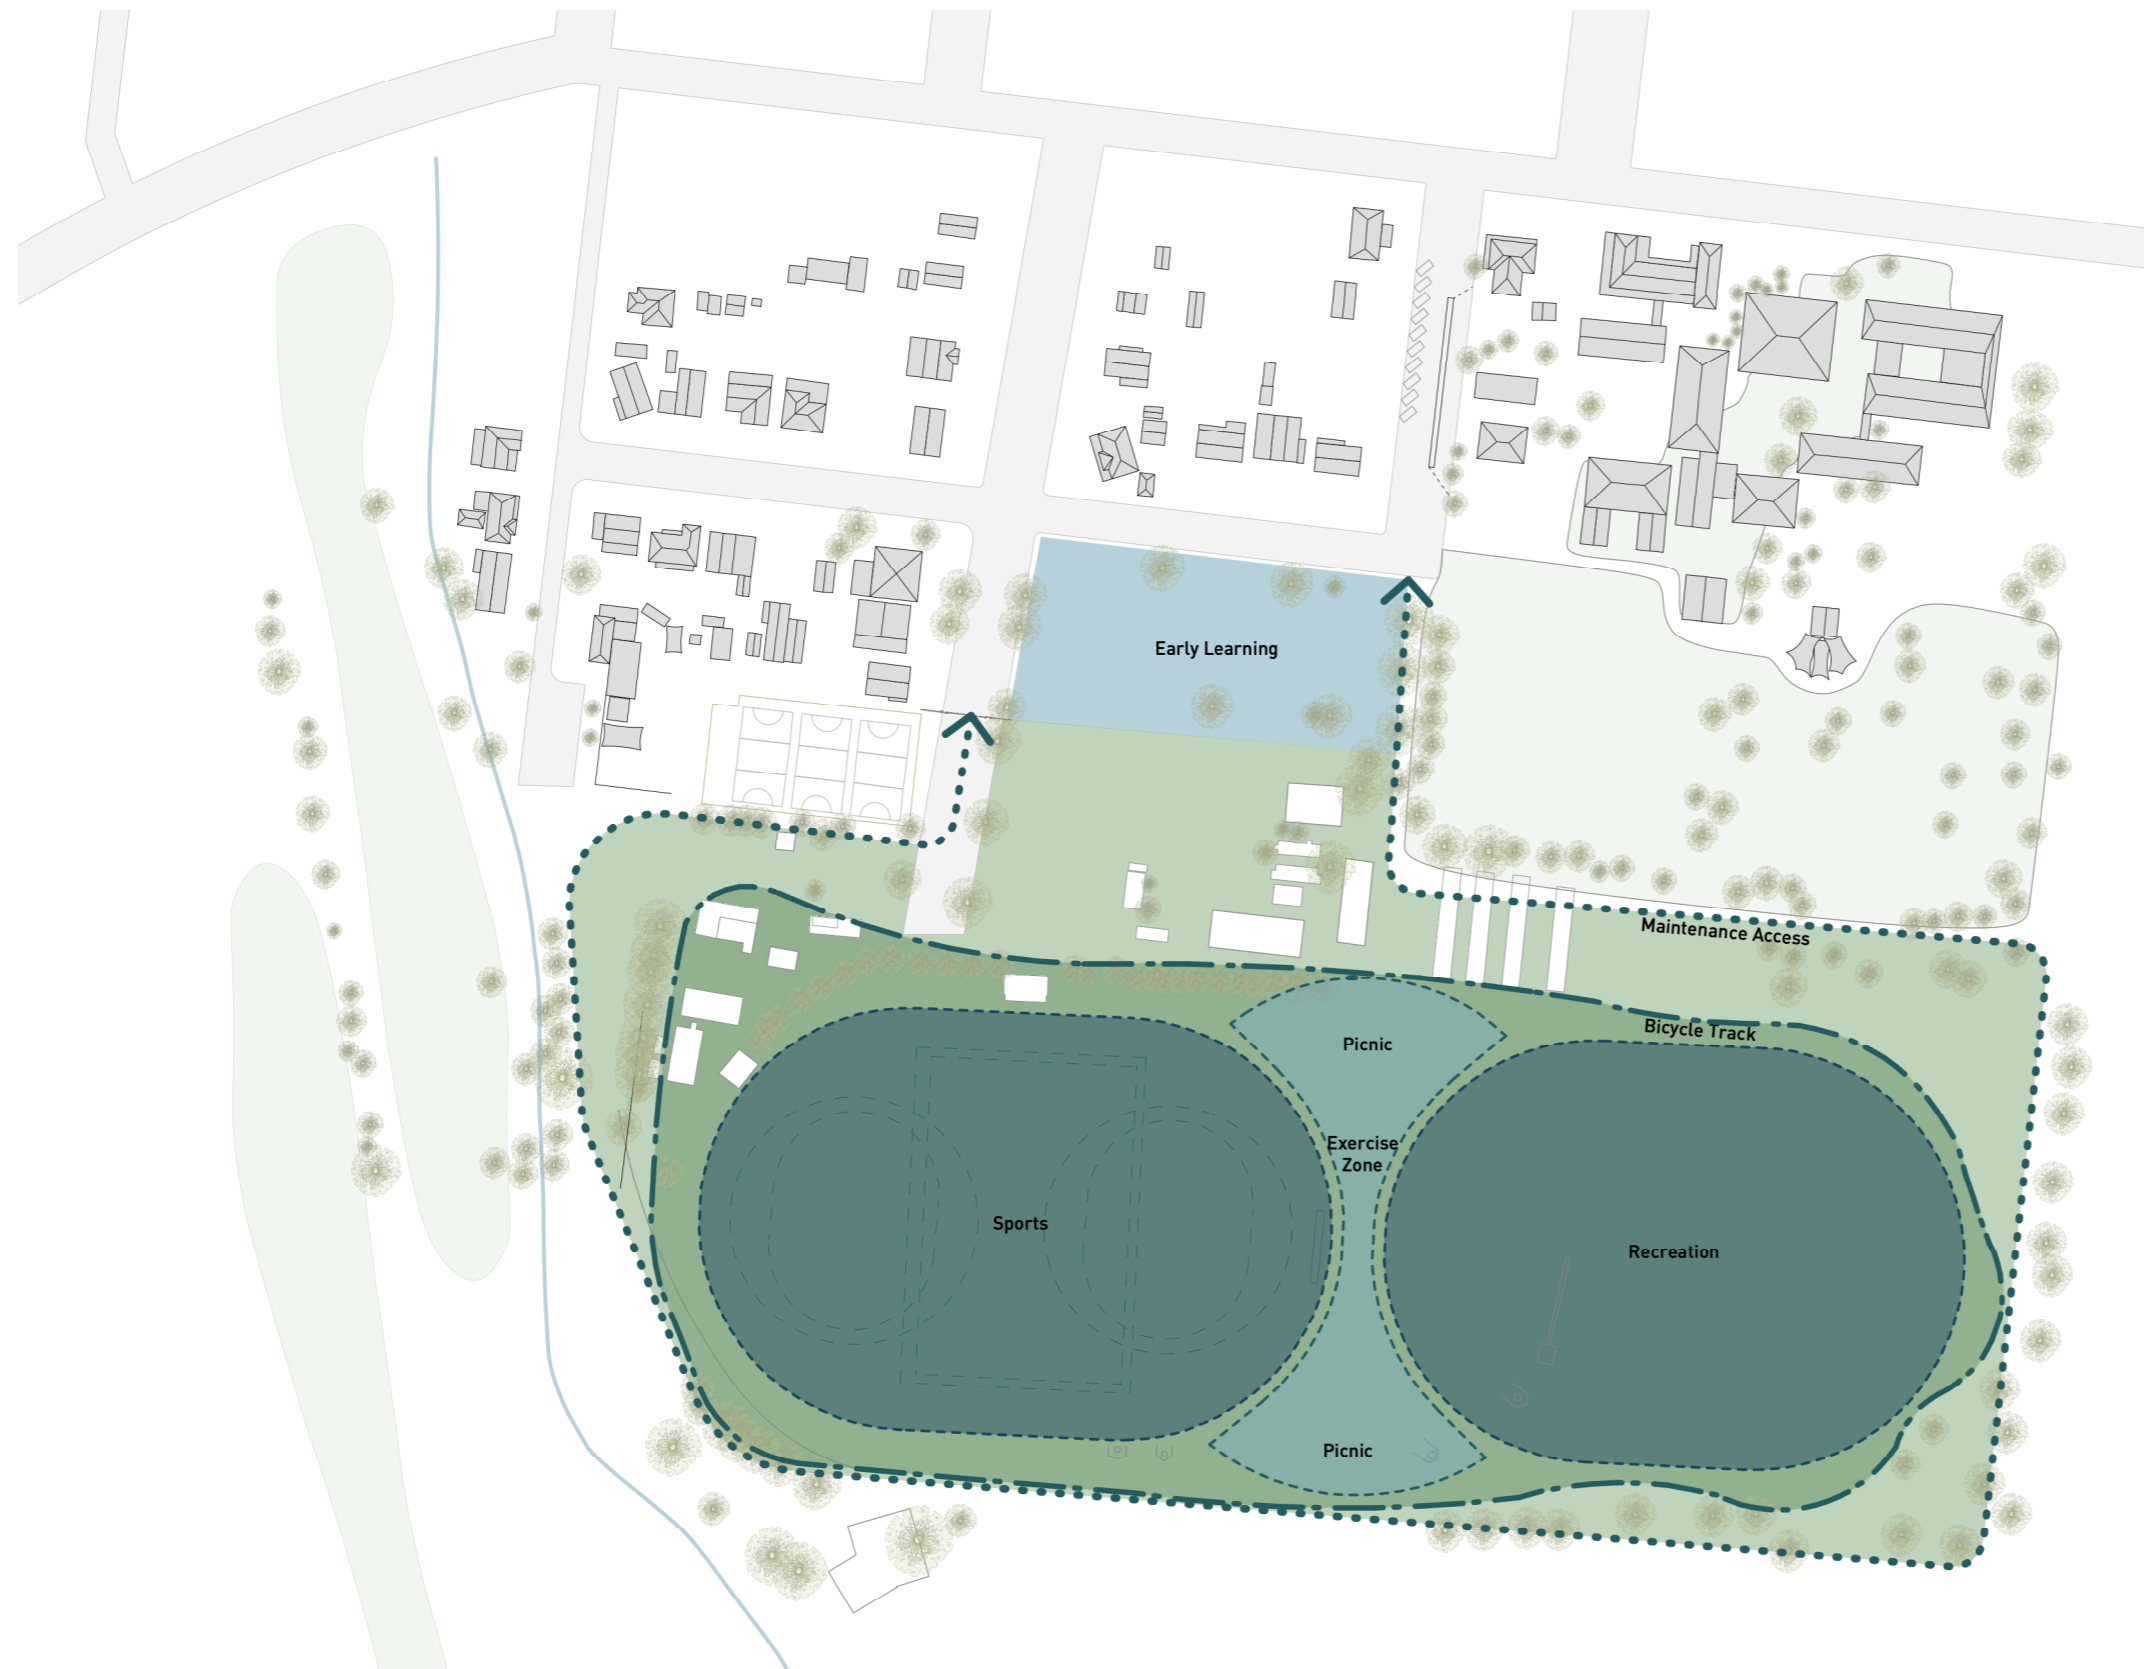 Early Learning
Maintenance Access
Bicycle Track
Picnic
Exercise
Zone
Sports
Recreation
Picnic